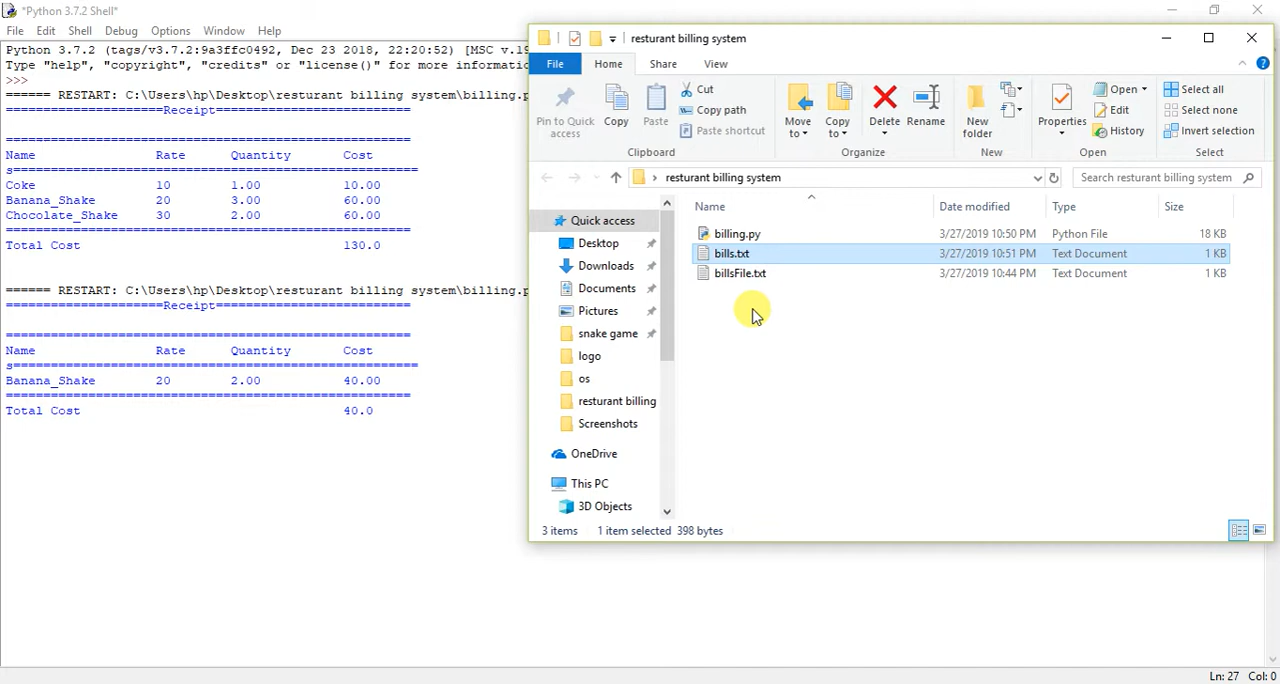 *Python 3.7.2 Shell*
File Edit Shell Debug Options Window Help
Python 3.7.2 (tags/v3.7.2:9a3ffc0492, Dec 23 2018, 22:20:52) [MSC v.19
Type "help", "copyright", "credits" or "license()" for more informatio
>>>
====== RESTART: C:\Users\hp\Desktop\resturant billing system\billing.p
=====================Receipt==========================
======================================================
Name Rate Quantity Cost
s=====================================================
Coke 10 1.00 10.00
Banana_Shake 20 3.00 60.00
Chocolate_Shake 30 2.00 60.00
======================================================
Total Cost 130.0
====== RESTART: C:\Users\hp\Desktop\resturant billing system\billing.p
=====================Receipt==========================
======================================================
Name Rate Quantity Cost
s======================================================
Banana_Shake 20 2.00 40.00
======================================================
Total Cost 40.0
Ln: 27 Col: 0
resturant billing system
File Home Share View
Pin to Quick access
Copy
Paste
Cut
Copy path
Paste shortcut
Clipboard
Move to
Copy to
Delete
Rename
Organize
New folder
New
Properties
Open
Edit
History
Open
Select all
Select none
Invert selection
Select
resturant billing system
Search resturant billing system
Quick access
Desktop
Downloads
Documents
Pictures
snake game
logo
os
resturant billing
Screenshots
OneDrive
This PC
3D Objects
Name Date modified Type Size
billing.py 3/27/2019 10:50 PM Python File 18 KB
bills.txt 3/27/2019 10:51 PM Text Document 1 KB
billsFile.txt 3/27/2019 10:44 PM Text Document 1 KB
3 items 1 item selected 398 bytes